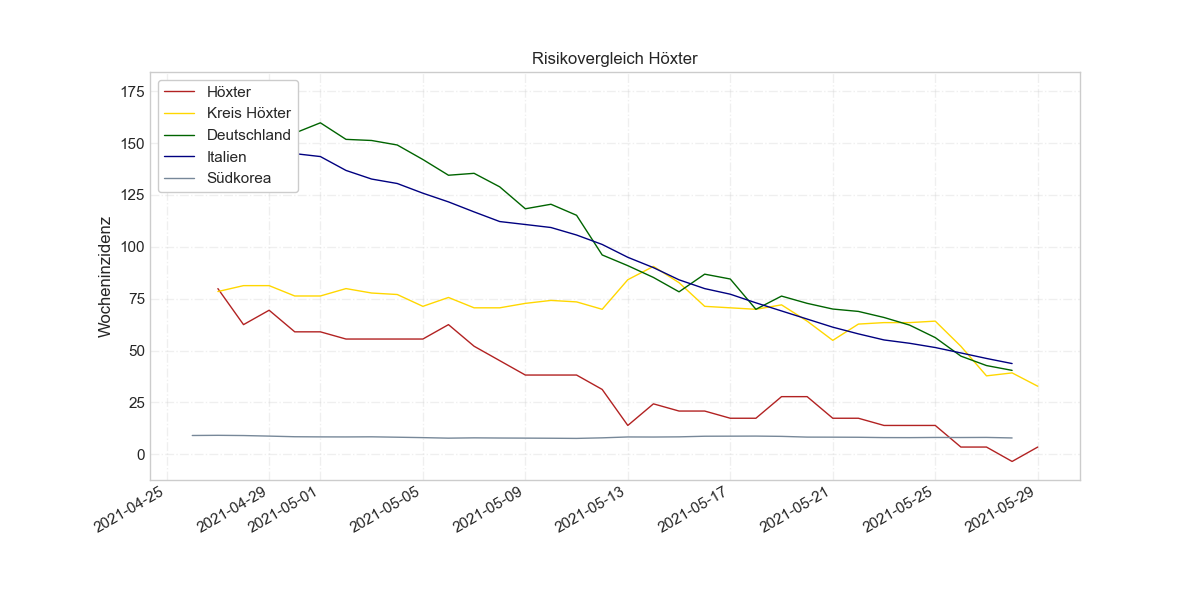 Risikovergleich Höxter
Höxter
Kreis Höxter
Deutschland
Italien
Südkorea
Wocheninzidenz
175
150
125
100
75
50
25
0
2021-04-25
2021-04-29
2021-05-01
2021-05-05
2021-05-09
2021-05-13
2021-05-17
2021-05-21
2021-05-25
2021-05-29